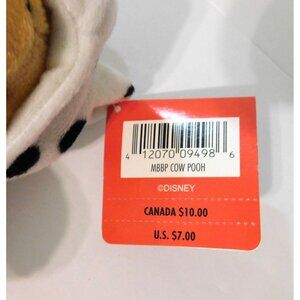 4 12070 09498 6
MBBP COW POOH
©DISNEY
CANADA $10.00
U.S. $7.00